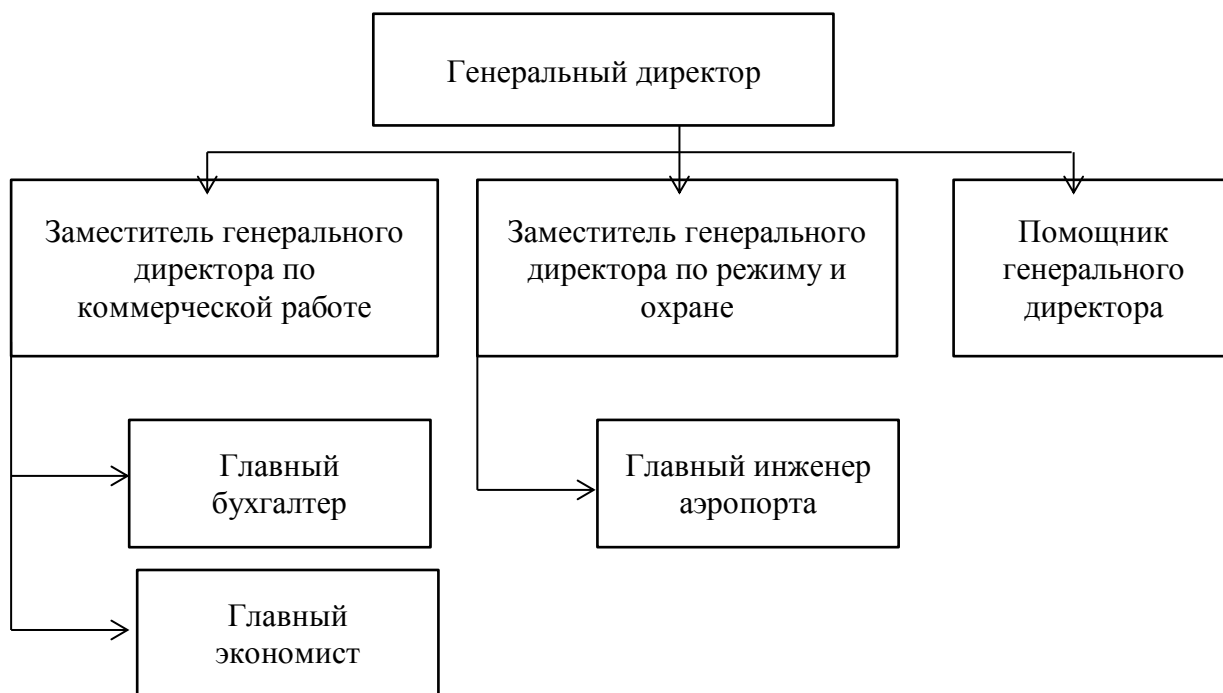 Генеральный директор
Заместитель генерального
директора по
коммерческой работе
Заместитель генерального
директора по режиму и
охране
Помощник
генерального
директора
Главный
бухгалтер
Главный инженер
аэропорта
Главный
экономист